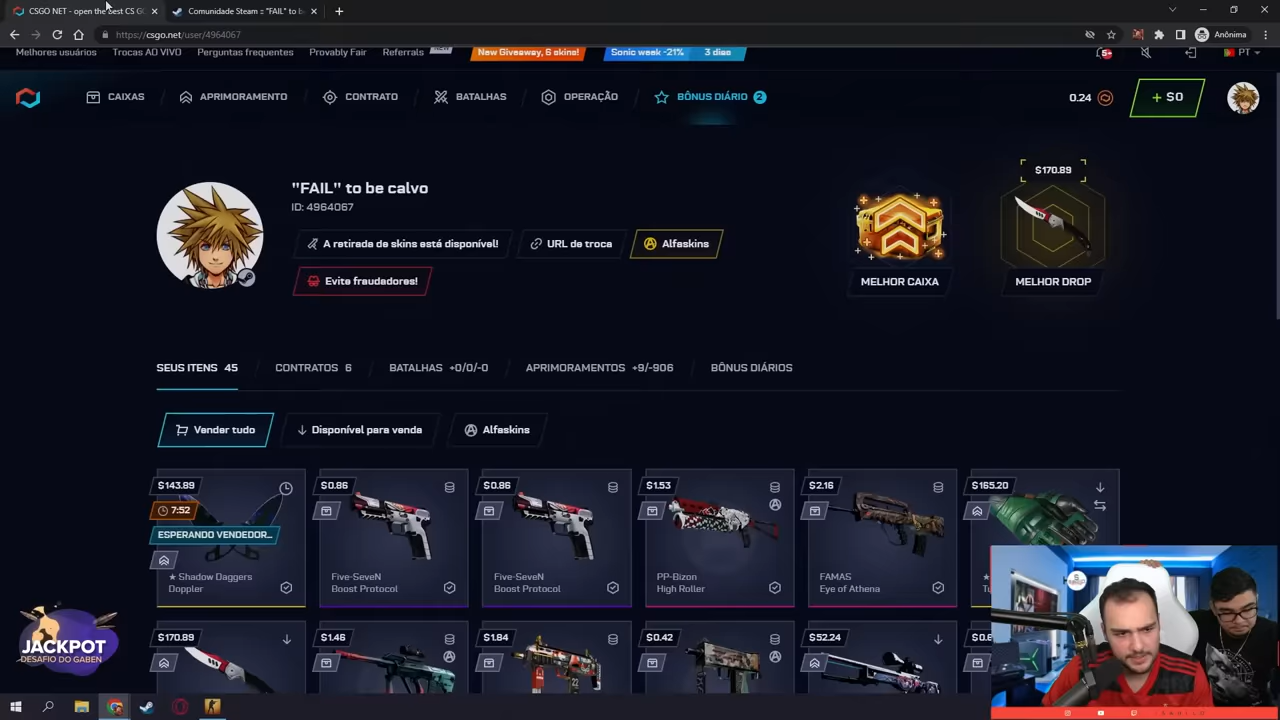 CSGO NET - open the best CS G
Comunidade Steam :: "FAIL" to b
https://csgo.net/user/4964067
Anônima
Melhores usuários
Trocas AO VIVO
Perguntas frequentes
Provably Fair
Referrals
New Giveaway, 6 skins!
Sonic week -21%
3 dias
5+
PT
CAIXAS
APRIMORAMENTO
CONTRATO
BATALHAS
OPERAÇÃO
BÔNUS DIÁRIO 2
0.24
+ $0
"FAIL" to be calvo
ID: 4964067
A retirada de skins está disponível!
URL de troca
Alfaskins
Evite fraudadores!
MELHOR CAIXA
$170.89
MELHOR DROP
SEUS ITENS 45
CONTRATOS 6
BATALHAS +0/0/-0
APRIMORAMENTOS +9/-906
BÔNUS DIÁRIOS
Vender tudo
Disponível para venda
Alfaskins
$143.89
7:52
ESPERANDO VENDEDOR...
★ Shadow Daggers
Doppler
$0.86
Five-SeveN
Boost Protocol
$0.86
Five-SeveN
Boost Protocol
$1.53
PP-Bizon
High Roller
$2.16
FAMAS
Eye of Athena
$165.20
$170.89
$1.46
$1.84
$0.42
$52.24
JACKPOT
DESAFIO DO GABEN